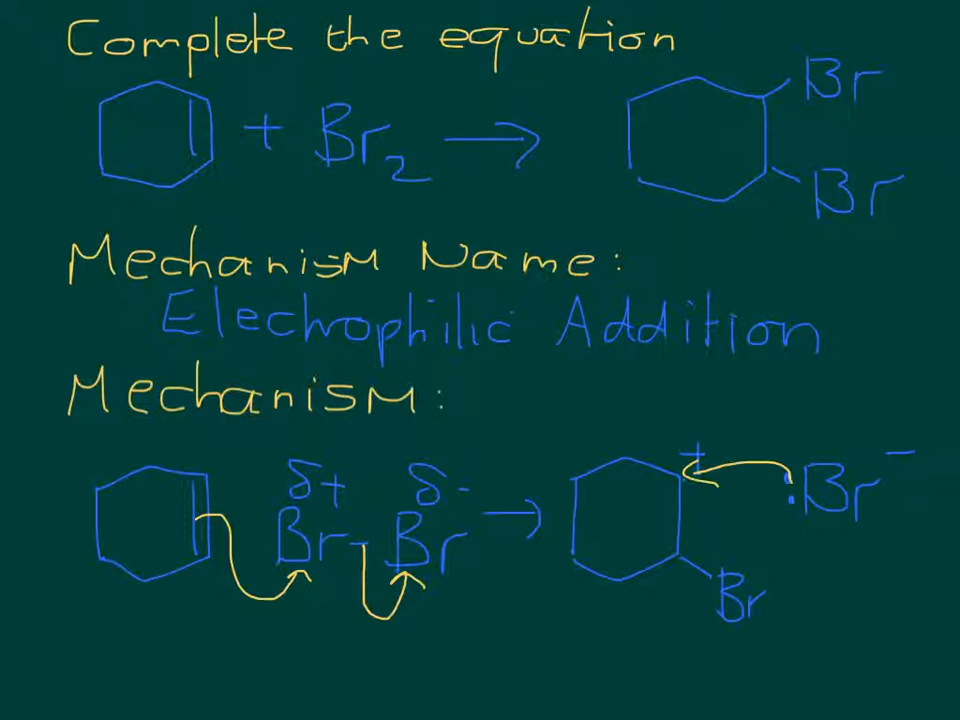 Complete the equation
+ Br2 → Br
Br
Mechanism Name:
Electrophilic Addition
Mechanism:
δ+ δ- + :Br-
Br-Br →
Br